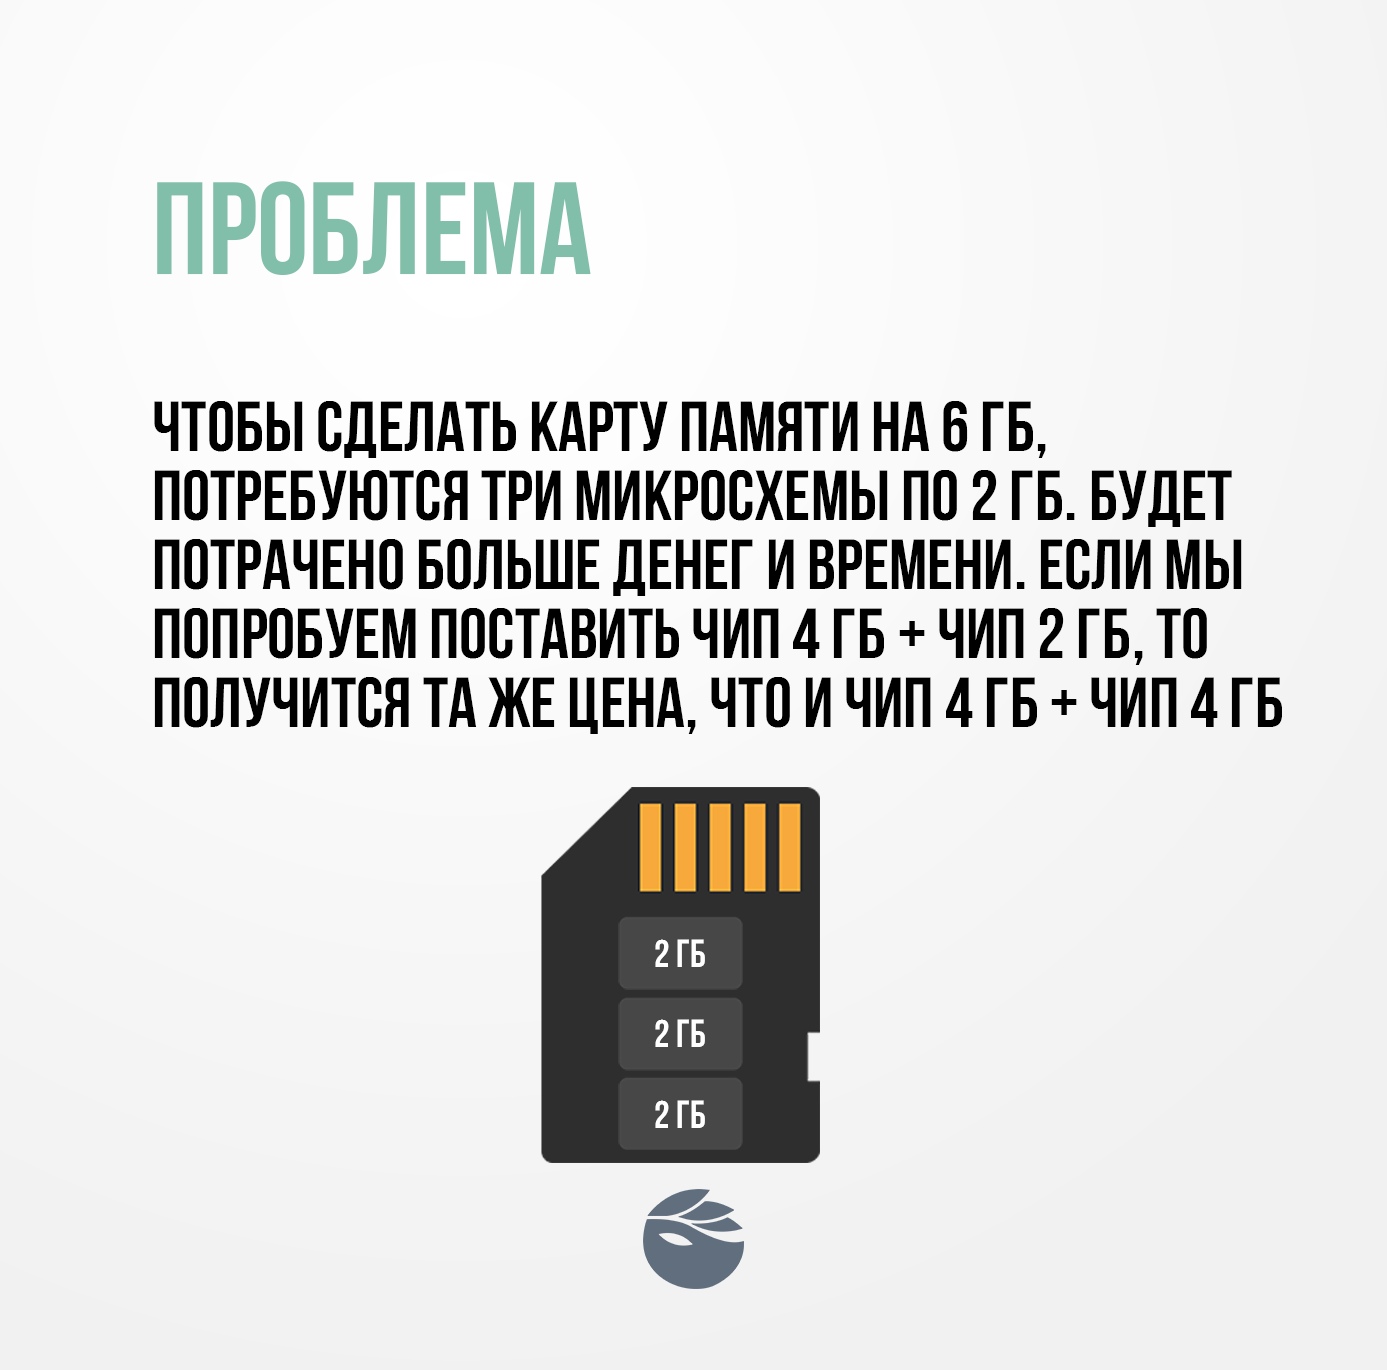 ПРОБЛЕМА
ЧТОБЫ СДЕЛАТЬ КАРТУ ПАМЯТИ НА 6 ГБ,
ПОТРЕБУЮТСЯ ТРИ МИКРОСХЕМЫ ПО 2 ГБ. БУДЕТ
ПОТРАЧЕНО БОЛЬШЕ ДЕНЕГ И ВРЕМЕНИ. ЕСЛИ МЫ
ПОПРОБУЕМ ПОСТАВИТЬ ЧИП 4 ГБ + ЧИП 2 ГБ, ТО
ПОЛУЧИТСЯ ТА ЖЕ ЦЕНА, ЧТО И ЧИП 4 ГБ + ЧИП 4 ГБ
2 ГБ
2 ГБ
2 ГБ